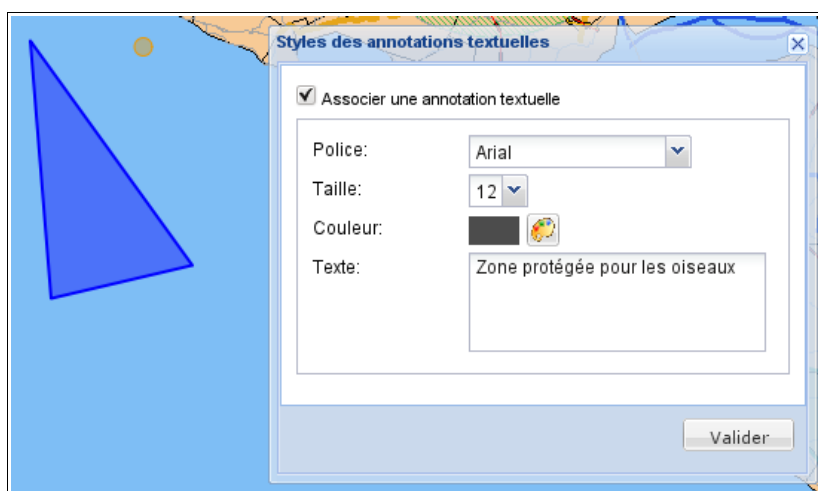 Styles des annotations textuelles
Associer une annotation textuelle
Police:
Arial
Taille:
12
Couleur:
Texte:
Zone protégée pour les oiseaux
Valider